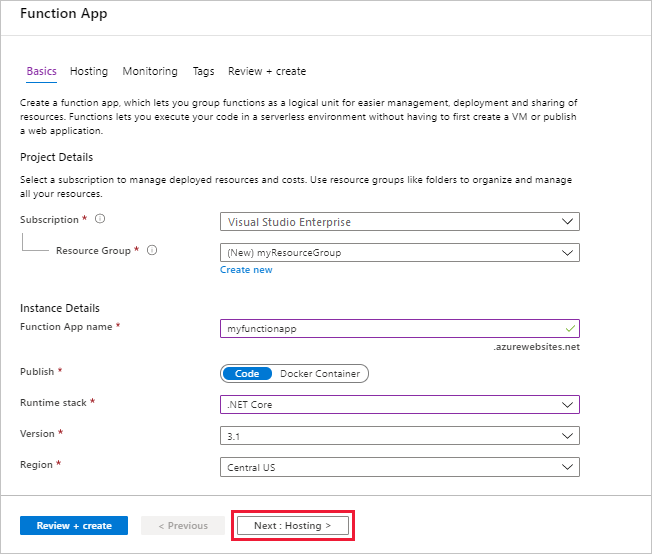 Function App
Basics Hosting Monitoring Tags Review + create
Create a function app, which lets you group functions as a logical unit for easier management, deployment and sharing of
resources. Functions lets you execute your code in a serverless environment without having to first create a VM or publish
a web application.
Project Details
Select a subscription to manage deployed resources and costs. Use resource groups like folders to organize and manage
all your resources.
Subscription * Visual Studio Enterprise
Resource Group * (New) myResourceGroup
Create new
Instance Details
Function App name * myfunctionapp
.azurewebsites.net
Publish * Code Docker Container
Runtime stack * .NET Core
Version * 3.1
Region * Central US
Review + create < Previous Next : Hosting >